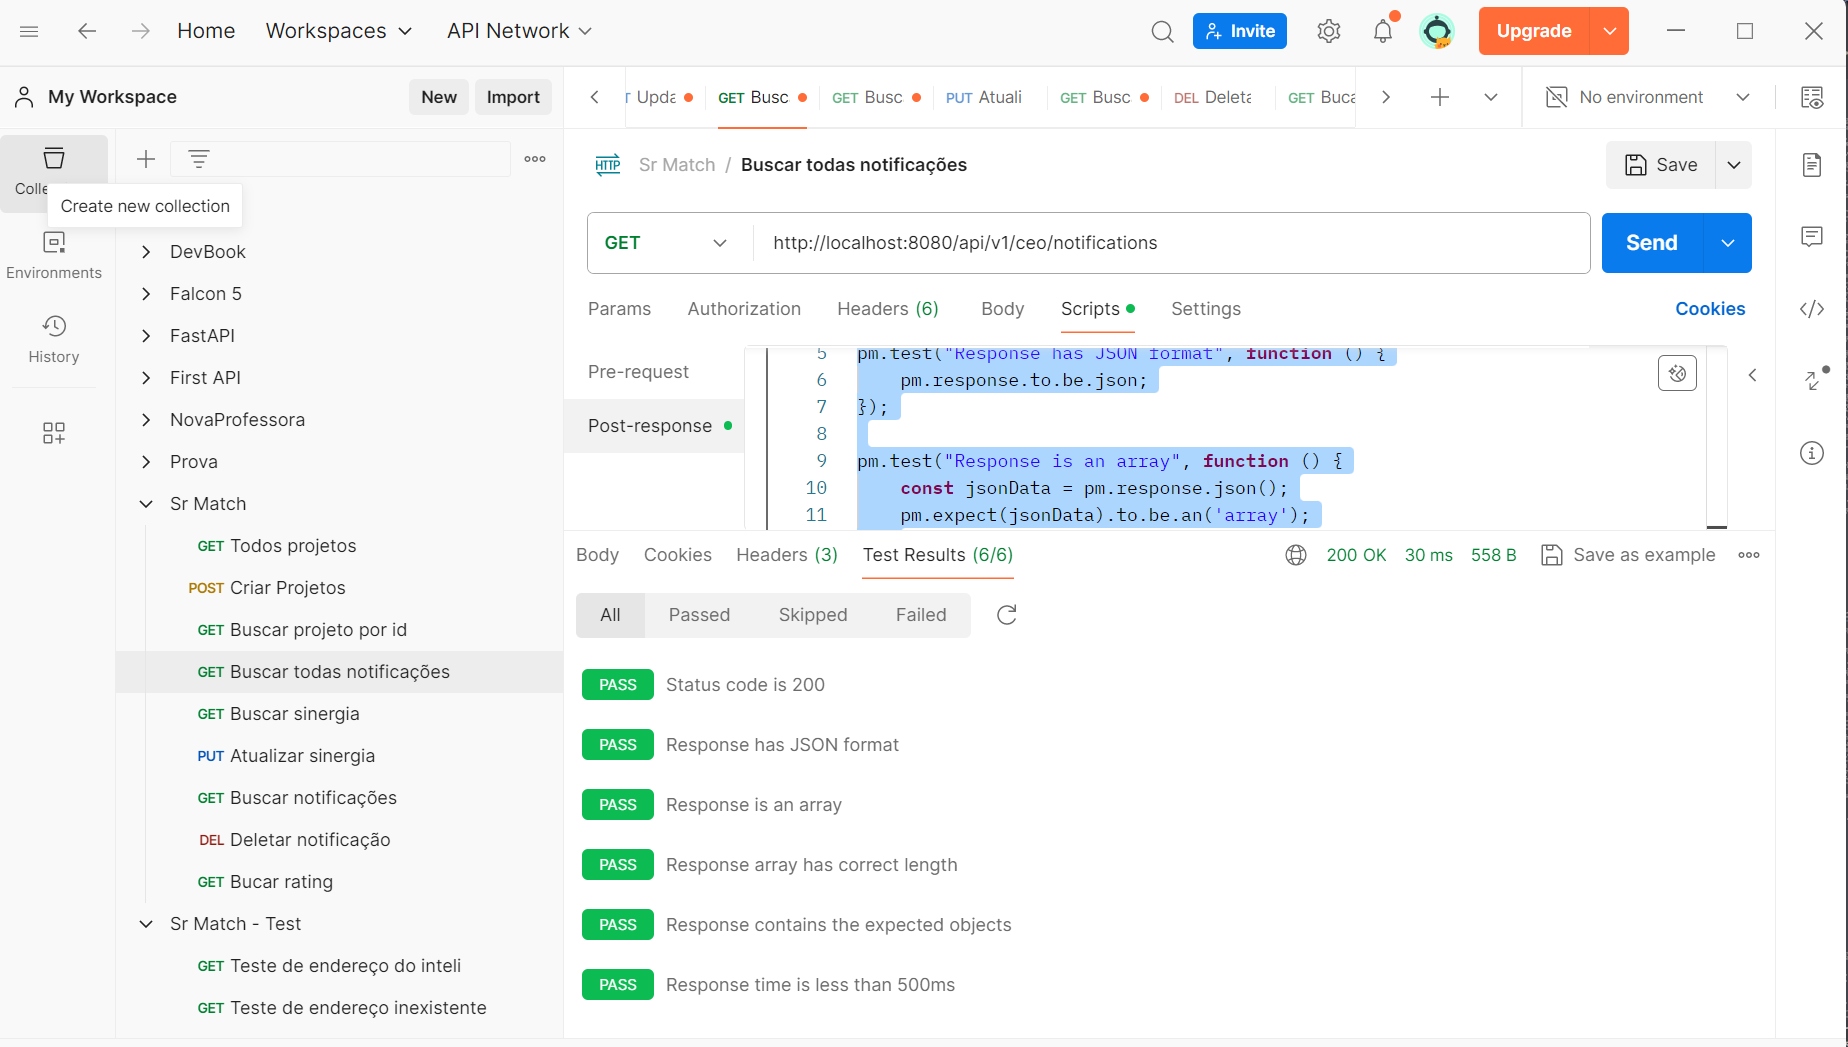 Home Workspaces API Network Invite Upgrade
My Workspace New Import
Upda GET Busc GET Busc PUT Atuali GET Busc DEL Delete GET Buca No environment
Colle
Create new collection
Environments
History
DevBook
Falcon 5
FastAPI
First API
NovaProfessora
Prova
Sr Match
GET Todos projetos
POST Criar Projetos
GET Buscar projeto por id
GET Buscar todas notificações
GET Buscar sinergia
PUT Atualizar sinergia
GET Buscar notificações
DEL Deletar notificação
GET Bucar rating
Sr Match - Test
GET Teste de endereço do inteli
GET Teste de endereço inexistente
HTTP Sr Match / Buscar todas notificações Save
GET http://localhost:8080/api/v1/ceo/notifications Send
Params Authorization Headers (6) Body Scripts Settings Cookies
Pre-request
Post-response
5 pm.test("Response has JSON format", function () {
6 pm.response.to.be.json;
7 });
8
9 pm.test("Response is an array", function () {
10 const jsonData = pm.response.json();
11 pm.expect(jsonData).to.be.an('array');
Body Cookies Headers (3) Test Results (6/6) 200 OK 30 ms 558 B Save as example
All Passed Skipped Failed
PASS Status code is 200
PASS Response has JSON format
PASS Response is an array
PASS Response array has correct length
PASS Response contains the expected objects
PASS Response time is less than 500ms